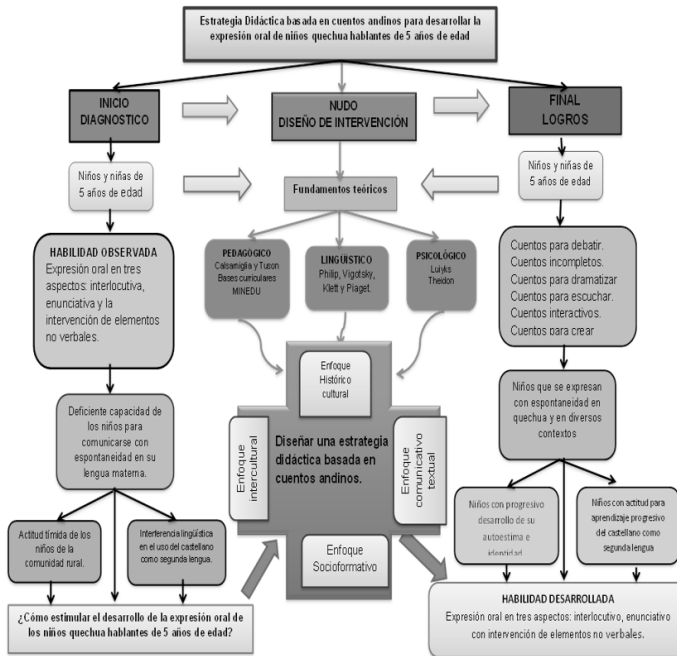 Estrategia Didáctica basada en cuentos andinos para desarrollar la
expresión oral de niños quechua hablantes de 5 años de edad
INICIO
DIAGNOSTICO
NUDO
DISEÑO DE INTERVENCIÓN
FINAL
LOGROS
Niños y niñas de
5 años de edad
Fundamentos teóricos
Niños y niñas de
5 años de edad
HABILIDAD OBSERVADA
Expresión oral en tres
aspectos: interlocutiva,
enunciativa y la
intervención de elementos
no verbales.
PEDAGÓGICO
Calsamiglia y Tuson
Bases curriculares
MINEDU
LINGÜÍSTICO
Philip, Vigotsky,
Klett y Piaget.
PSICOLÓGICO
Luiyks
Theidon
Cuentos para debatir.
Cuentos incompletos.
Cuentos para dramatizar
Cuentos para escuchar.
Cuentos interactivos.
Cuentos para crear
Deficiente capacidad de
los niños para
comunicarse con
espontaneidad en su
lengua materna.
Enfoque
Histórico
cultural
Enfoque
intercultural
Diseñar una estrategia
didáctica basada en
cuentos andinos.
Enfoque
comunicativo
textual
Enfoque
Socioformativo
Niños que se expresan
con espontaneidad en
quechua y en diversos
contextos
Actitud tímida de los
niños de la
comunidad rural.
Interferencia lingüística
en el uso del castellano
como segunda lengua.
Niños con progresivo
desarrollo de su
autoestima e
identidad
Niños con actitud para
aprendizaje progresivo
del castellano como
segunda lengua
¿Cómo estimular el desarrollo de la expresión oral de
los niños quechua hablantes de 5 años de edad?
HABILIDAD DESARROLLADA
Expresión oral en tres aspectos: interlocutivo, enunciativo
con intervención de elementos no verbales.